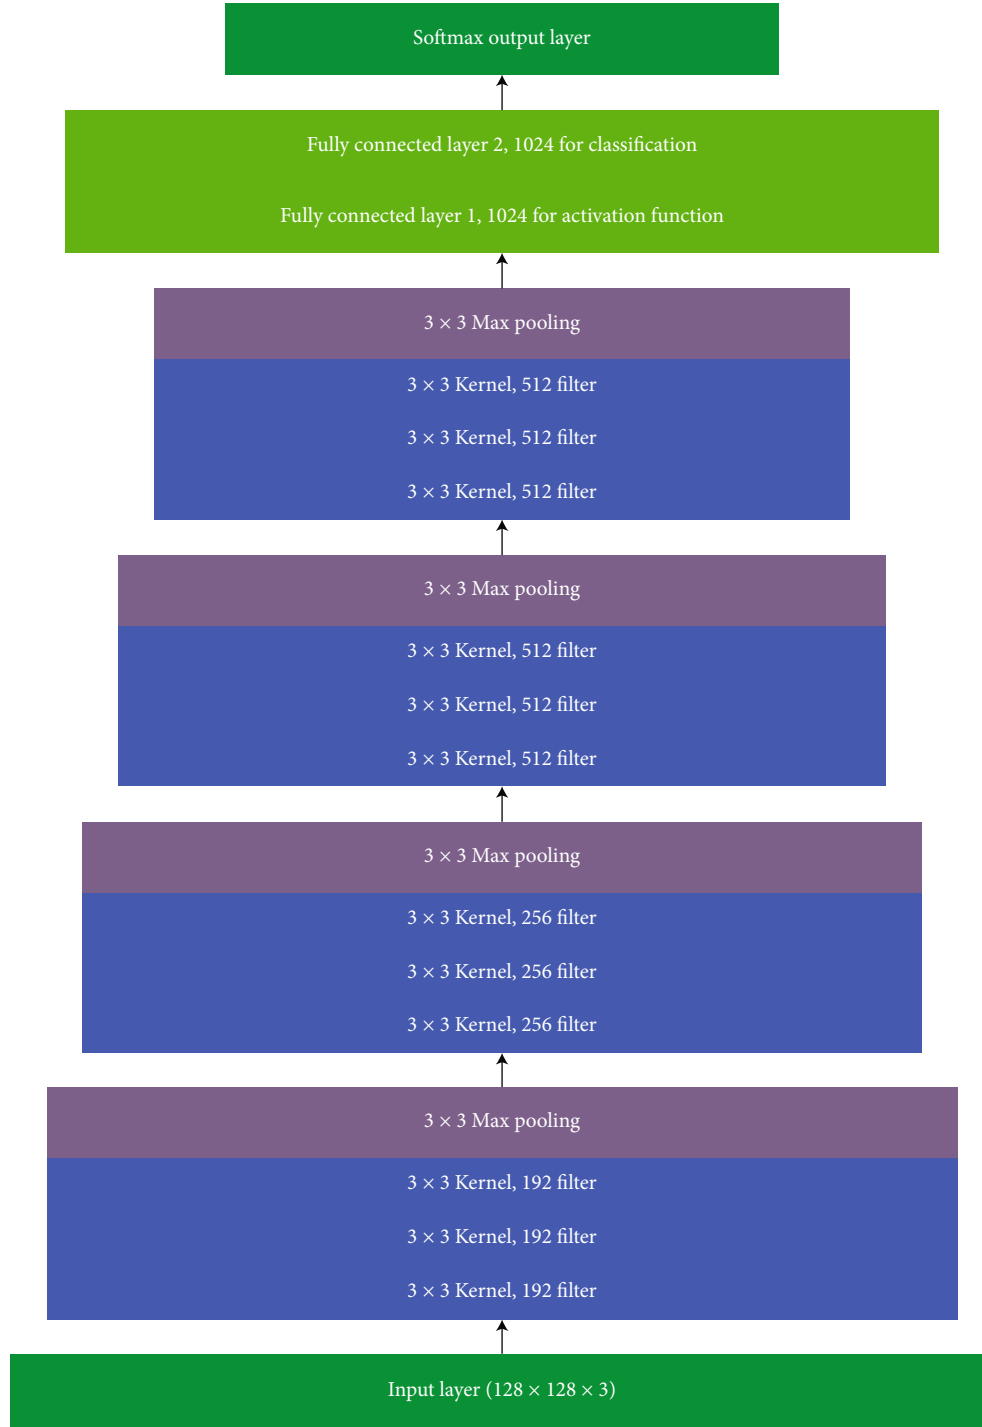 Softmax output layer
Fully connected layer 2, 1024 for classification
Fully connected layer 1, 1024 for activation function
3 × 3 Max pooling
3 × 3 Kernel, 512 filter
3 × 3 Kernel, 512 filter
3 × 3 Kernel, 512 filter
3 × 3 Max pooling
3 × 3 Kernel, 512 filter
3 × 3 Kernel, 512 filter
3 × 3 Kernel, 512 filter
3 × 3 Max pooling
3 × 3 Kernel, 256 filter
3 × 3 Kernel, 256 filter
3 × 3 Kernel, 256 filter
3 × 3 Max pooling
3 × 3 Kernel, 192 filter
3 × 3 Kernel, 192 filter
3 × 3 Kernel, 192 filter
Input layer (128 × 128 × 3)